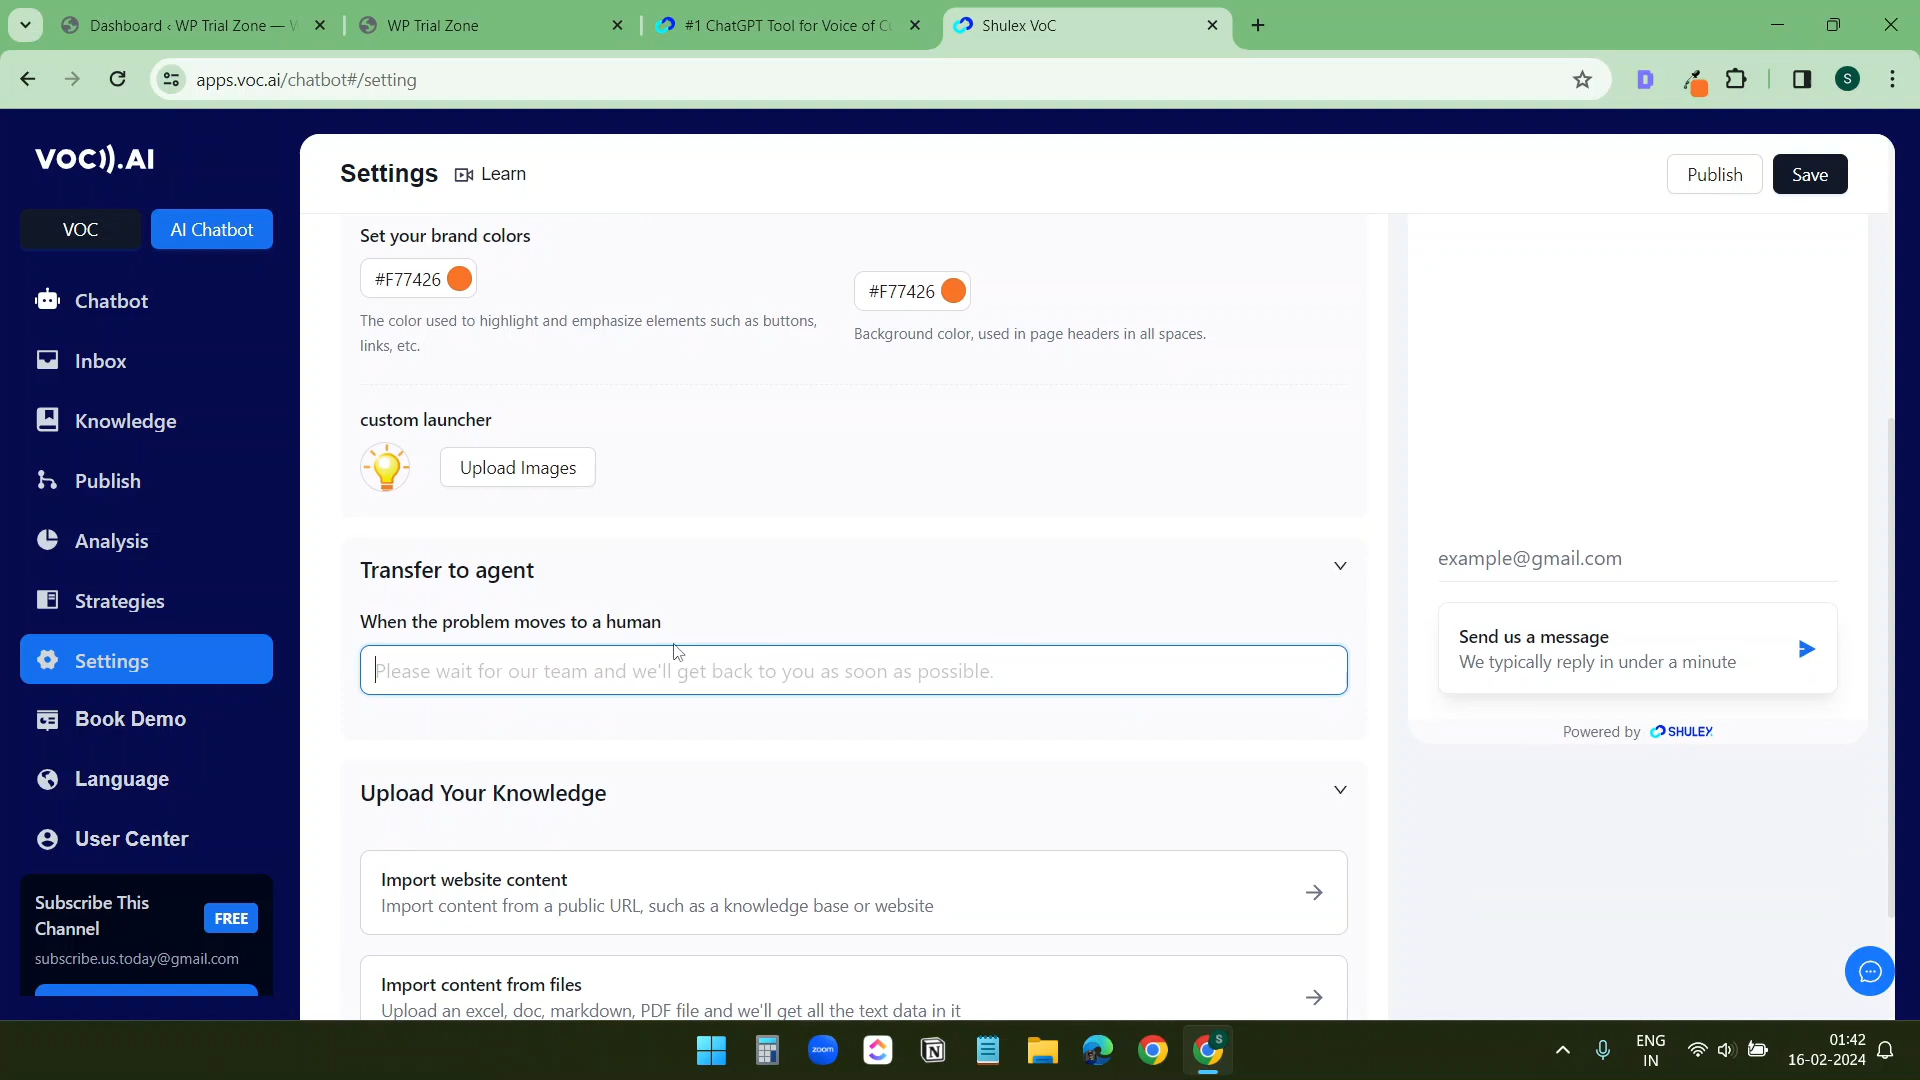 Dashboard ‹ WP Trial Zone — W
WP Trial Zone
#1 ChatGPT Tool for Voice of Cu
Shulex VoC
apps.voc.ai/chatbot#/setting
S
VOC.AI
VOC
AI Chatbot
Chatbot
Inbox
Knowledge
Publish
Analysis
Strategies
Settings
Book Demo
Language
User Center
Subscribe This
Channel
FREE
subscribe.us.today@gmail.com
Settings
Learn
Publish
Save
Set your brand colors
#F77426
The color used to highlight and emphasize elements such as buttons,
links, etc.
#F77426
Background color, used in page headers in all spaces.
custom launcher
Upload Images
Transfer to agent
When the problem moves to a human
Please wait for our team and we'll get back to you as soon as possible.
Upload Your Knowledge
Import website content
Import content from a public URL, such as a knowledge base or website
Import content from files
Upload an excel, doc, markdown, PDF file and we'll get all the text data in it
example@gmail.com
Send us a message
We typically reply in under a minute
Powered by SHULEX
zoom
ENG
IN
01:42
16-02-2024